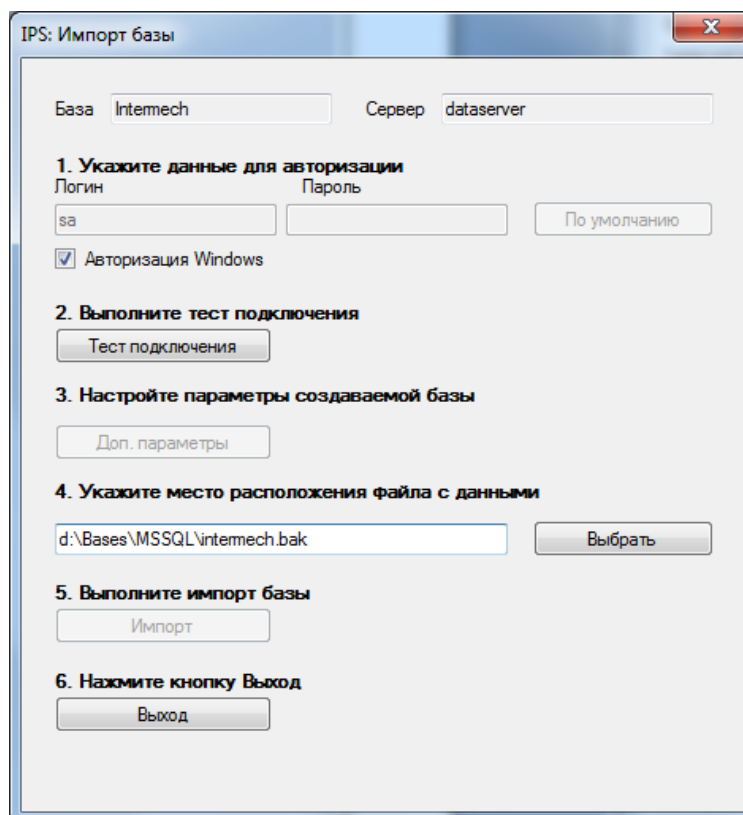 IPS: Импорт базы
База Intermech Сервер dataserver
1. Укажите данные для авторизации
Логин Пароль
sa По умолчанию
Авторизация Windows
2. Выполните тест подключения
Тест подключения
3. Настройте параметры создаваемой базы
Доп. параметры
4. Укажите место расположения файла с данными
d:\Bases\MSSQL\intermech.bak Выбрать
5. Выполните импорт базы
Импорт
6. Нажмите кнопку Выход
Выход